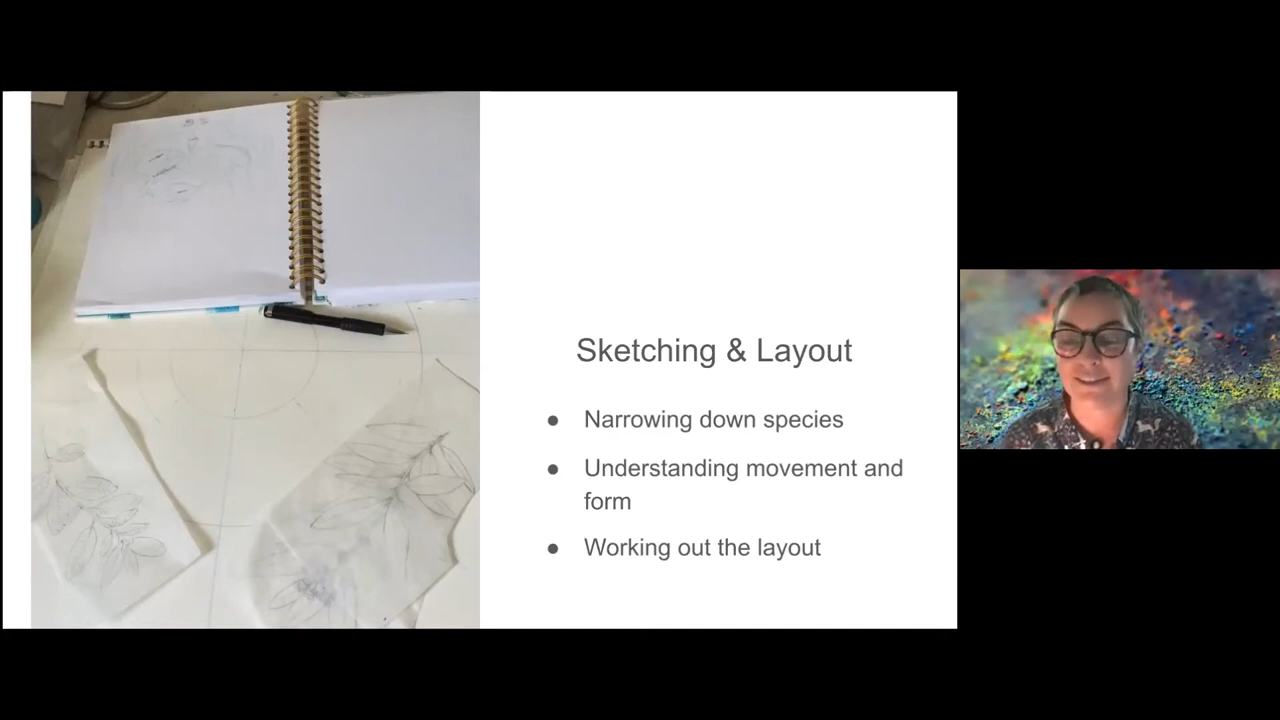 Sketching & Layout
● Narrowing down species
● Understanding movement and
form
● Working out the layout